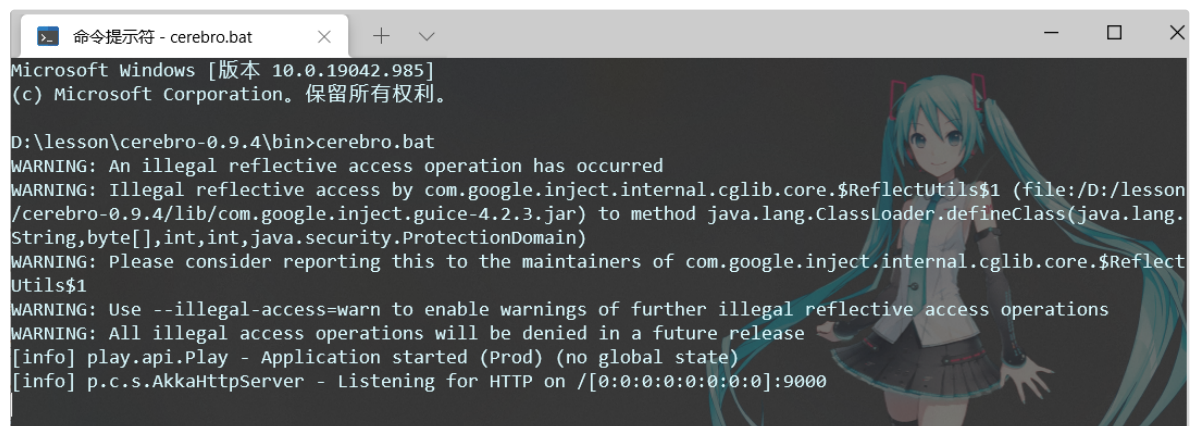 命令提示符 - cerebro.bat
Microsoft Windows [版本 10.0.19042.985]
(c) Microsoft Corporation。保留所有权利。
D:\lesson\cerebro-0.9.4\bin>cerebro.bat
WARNING: An illegal reflective access operation has occurred
WARNING: Illegal reflective access by com.google.inject.internal.cglib.core.$ReflectUtils$1 (file:/D:/lesson
/cerebro-0.9.4/lib/com.google.inject.guice-4.2.3.jar) to method java.lang.ClassLoader.defineClass(java.lang.
String,byte[],int,int,java.security.ProtectionDomain)
WARNING: Please consider reporting this to the maintainers of com.google.inject.internal.cglib.core.$Reflect
Utils$1
WARNING: Use --illegal-access=warn to enable warnings of further illegal reflective access operations
WARNING: All illegal access operations will be denied in a future release
[info] play.api.Play - Application started (Prod) (no global state)
[info] p.c.s.AkkaHttpServer - Listening for HTTP on /[0:0:0:0:0:0:0:0]:9000